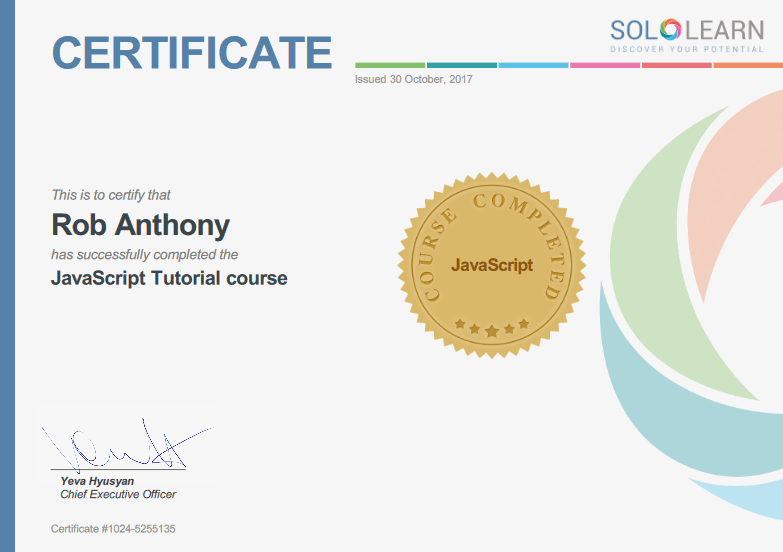 CERTIFICATE
SOLOLEARN
DISCOVER YOUR POTENTIAL
Issued 30 October, 2017
This is to certify that
Rob Anthony
has successfully completed the
JavaScript Tutorial course
COURSE COMPLETED
JavaScript
Yeva Hyusyan
Chief Executive Officer
Certificate #1024-5255135